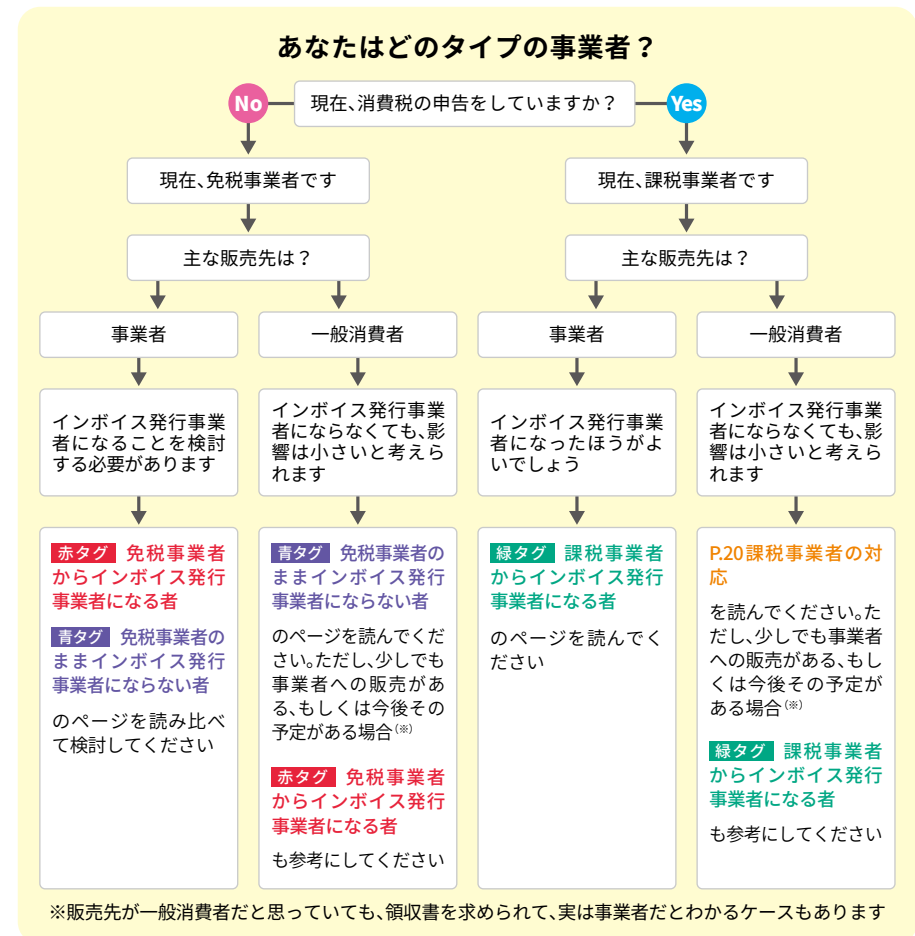 あなたはどのタイプの事業者？
No
現在、消費税の申告をしていますか？
Yes
現在、免税事業者です
現在、課税事業者です
主な販売先は？
主な販売先は？
事業者
一般消費者
事業者
一般消費者
インボイス発行事業
者になることを検討
する必要があります
インボイス発行事業
者にならなくても、影
響は小さいと考えら
れます
インボイス発行事業
者になったほうがよ
いでしょう
インボイス発行事業
者にならなくても、影
響は小さいと考えら
れます
赤タグ 免税事業者
からインボイス発行
事業者になる者
青タグ 免税事業者の
ままインボイス発行
事業者にならない者
のページを読み比べ
て検討してください
青タグ 免税事業者の
ままインボイス発行
事業者にならない者
のページを読んでくだ
さい。ただし、少しでも
事業者への販売があ
る、もしくは今後その
予定がある場合(※)
赤タグ 免税事業者
からインボイス発行
事業者になる者
も参考にしてください
緑タグ 課税事業者
からインボイス発行
事業者になる者
のページを読んでく
ださい
P.20課税事業者の対
応
を読んでください。た
だし、少しでも事業者
への販売がある、もし
くは今後その予定が
ある場合(※)
緑タグ 課税事業者
からインボイス発行
事業者になる者
も参考にしてください
※販売先が一般消費者だと思っていても、領収書を求められて、実は事業者だとわかるケースもあります